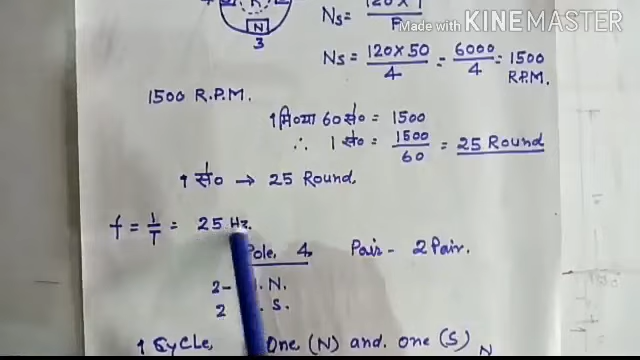 N
3
Ns = 120 x f
P
Made with KINEMASTER
Ns = 120 x 50 / 4 = 6000 / 4 = 1500 R.P.M.
1500 R.P.M.
1 मि० या 60 से० = 1500
∴ 1 से० = 1500 / 60 = 25 Round
1 से० → 25 Round
f = 1/T = 25 Hz.
Pole 4 Pair - 2 Pair.
2- N.
2 S.
1 Cycle One (N) and. one (S) N